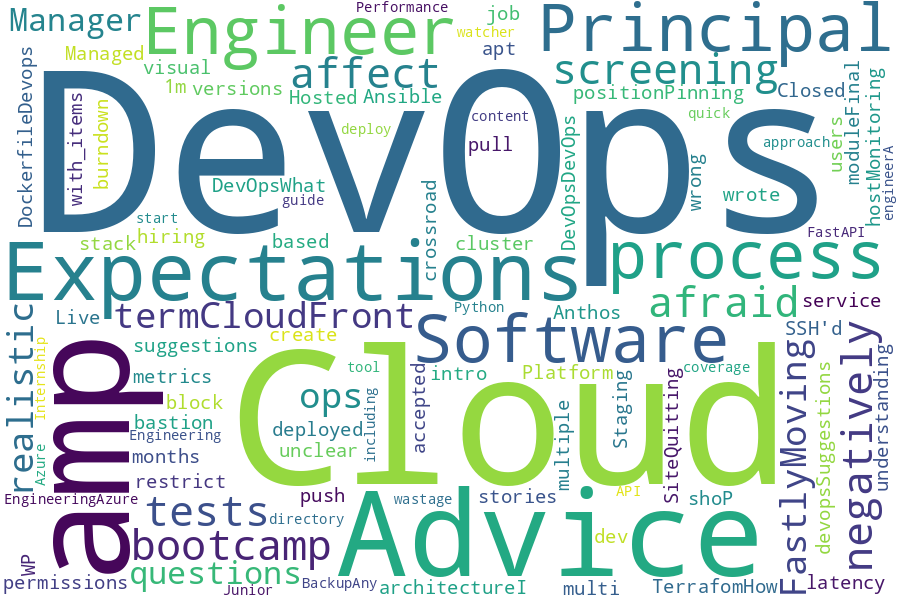 Manager
Engineer
Performance
watcher
job
apt
Principal
Managed
visual
1m
versions
affect
Hosted
Ansible
screening
positionPinning
Closed
DockerfileDevops
with_items
burndown
DevOps
deploy
content
pull
quick
approach
users
moduleFinal
hostMonitoring
engineerA
DevOpsWhat
guide
crossroad
DevOpsDevOps
wrong
wrote
start
hiring
stack
based
cluster
FastAPI
Expectations
process
afraid
service
Live
termCloudFront
Python
Anthos
SSH'd
realistic
Internship
Azure
suggestions
create
Software
metrics
amp
block
Cloud
tool
intro
Platform
coverage
bastion
ops
including
accepted
multiple
Staging
SiteQuitting
FastlyMoving
devopsSuggestions
negatively
understanding
Engineering
deployed
months
unclear
restrict
EngineeringAzure
push
wastage
stories
API
shoP
tests
directory
Advice
dev
bootcamp
WP
questions
permissions
Junior
BackupAny
architectureI
multi
TerrafomHow
latency